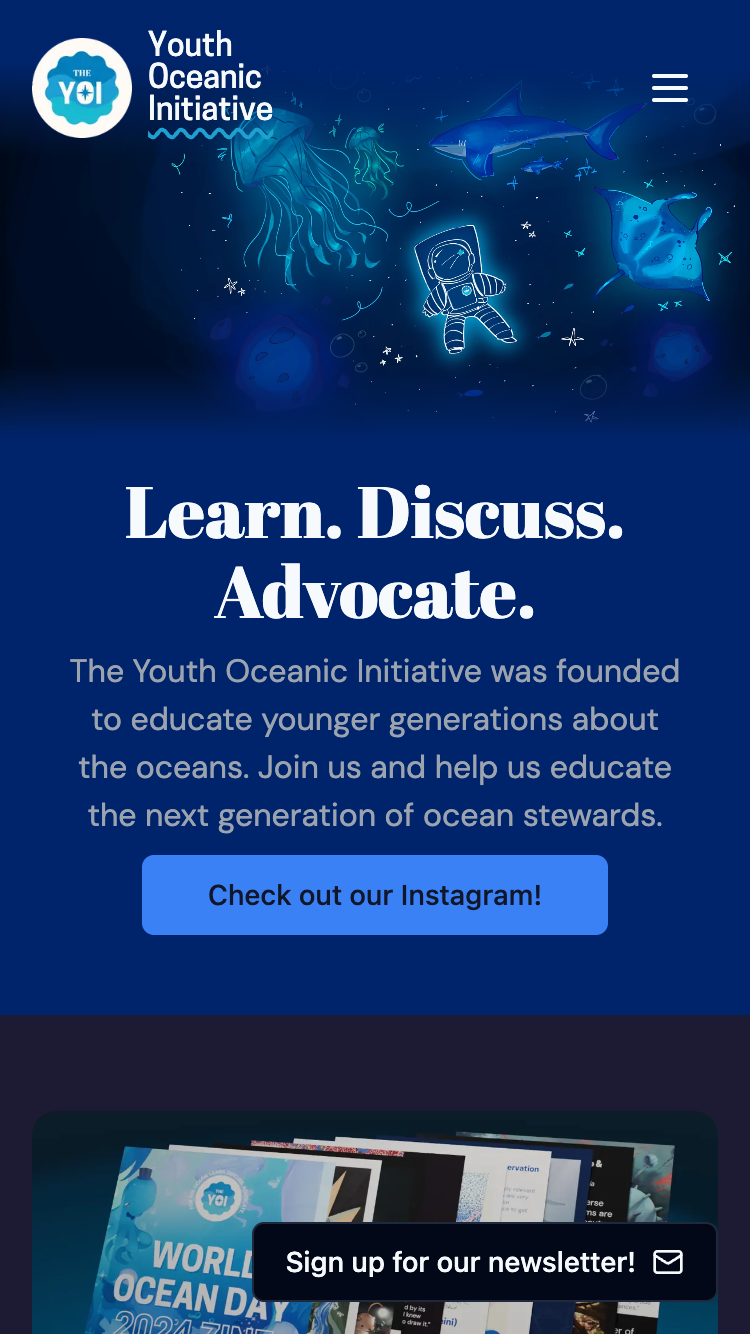 THE
YOI
Youth
Oceanic
Initiative
Learn. Discuss.
Advocate.
The Youth Oceanic Initiative was founded
to educate younger generations about
the oceans. Join us and help us educate
the next generation of ocean stewards.
Check out our Instagram!
THE
YOI
WORLD
OCEAN DAY
2024 ZINE
ervation
Sign up for our newsletter!